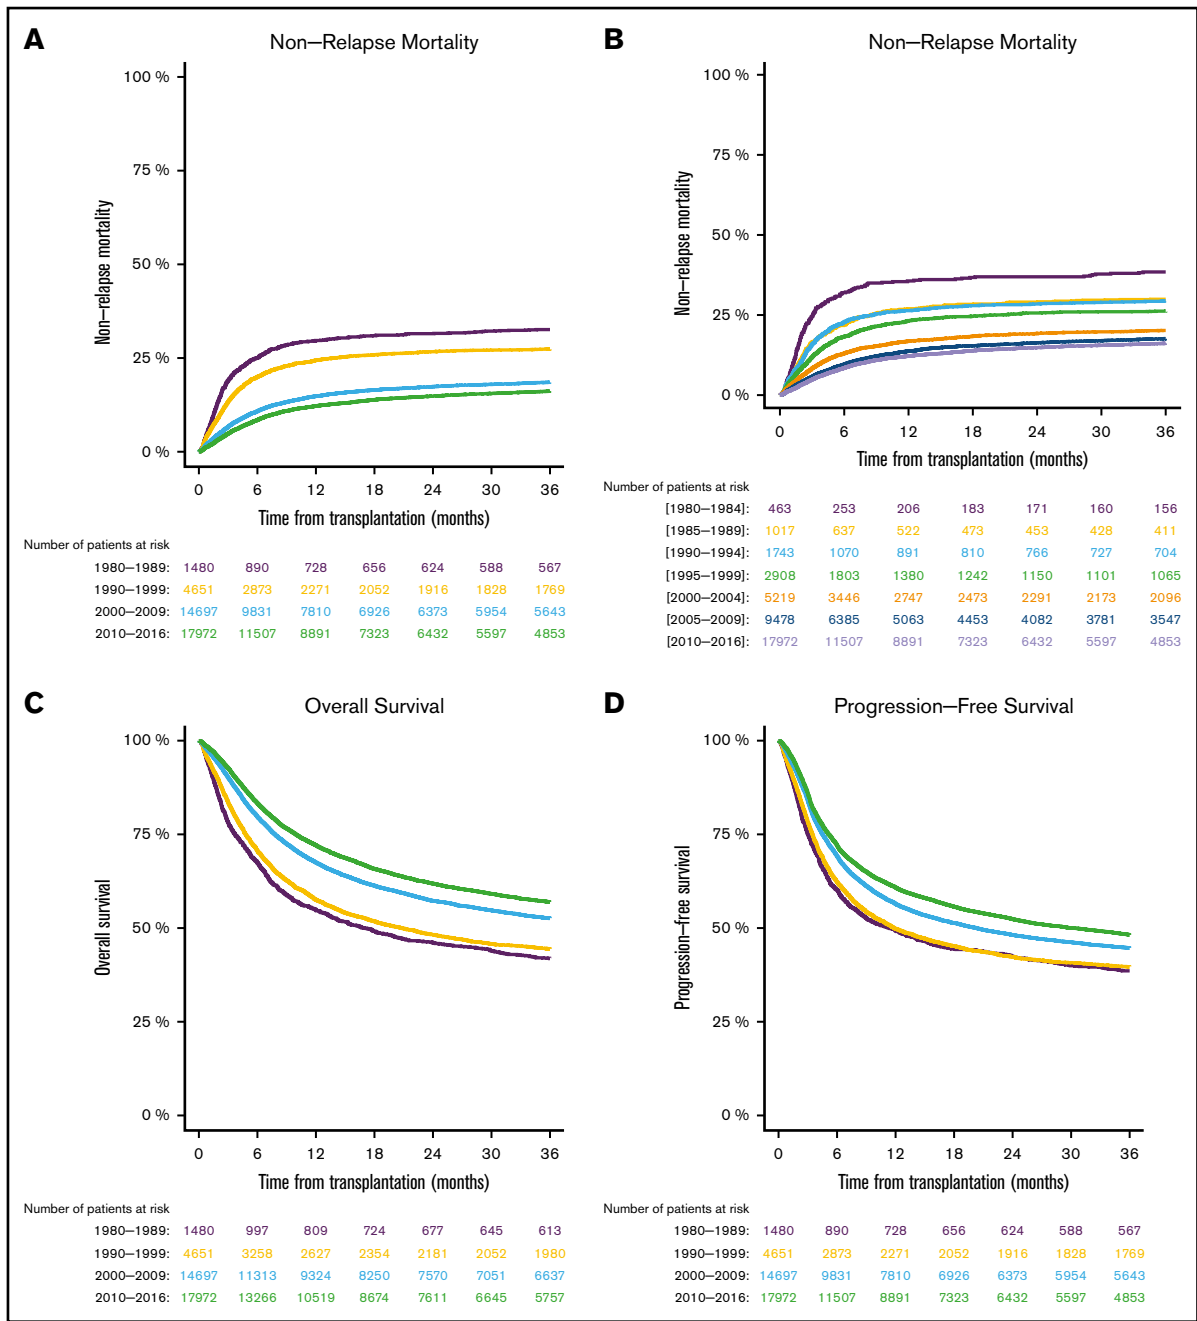 A
Non—Relapse Mortality
100 %
75 %
50 %
25 %
0 %
Non—relapse mortality
0 6 12 18 24 30 36
Time from transplantation (months)
Number of patients at risk
1980—1989: 1480 890 728 656 624 588 567
1990—1999: 4651 2873 2271 2052 1916 1828 1769
2000—2009: 14697 9831 7810 6926 6373 5954 5643
2010—2016: 17972 11507 8891 7323 6432 5597 4853
B
Non—Relapse Mortality
100 %
75 %
50 %
25 %
0 %
Non—relapse mortality
0 6 12 18 24 30 36
Time from transplantation (months)
Number of patients at risk
[1980—1984]: 463 253 206 183 171 160 156
[1985—1989]: 1017 637 522 473 453 428 411
[1990—1994]: 1743 1070 891 810 766 727 704
[1995—1999]: 2908 1803 1380 1242 1150 1101 1065
[2000—2004]: 5219 3446 2747 2473 2291 2173 2096
[2005—2009]: 9478 6385 5063 4453 4082 3781 3547
[2010—2016]: 17972 11507 8891 7323 6432 5597 4853
C
Overall Survival
100 %
75 %
50 %
25 %
0 %
Overall survival
0 6 12 18 24 30 36
Time from transplantation (months)
Number of patients at risk
1980—1989: 1480 997 809 724 677 645 613
1990—1999: 4651 3258 2627 2354 2181 2052 1980
2000—2009: 14697 11313 9324 8250 7570 7051 6637
2010—2016: 17972 13266 10519 8674 7611 6645 5757
D
Progression—Free Survival
100 %
75 %
50 %
25 %
0 %
Progression—free survival
0 6 12 18 24 30 36
Time from transplantation (months)
Number of patients at risk
1980—1989: 1480 890 728 656 624 588 567
1990—1999: 4651 2873 2271 2052 1916 1828 1769
2000—2009: 14697 9831 7810 6926 6373 5954 5643
2010—2016: 17972 11507 8891 7323 6432 5597 4853